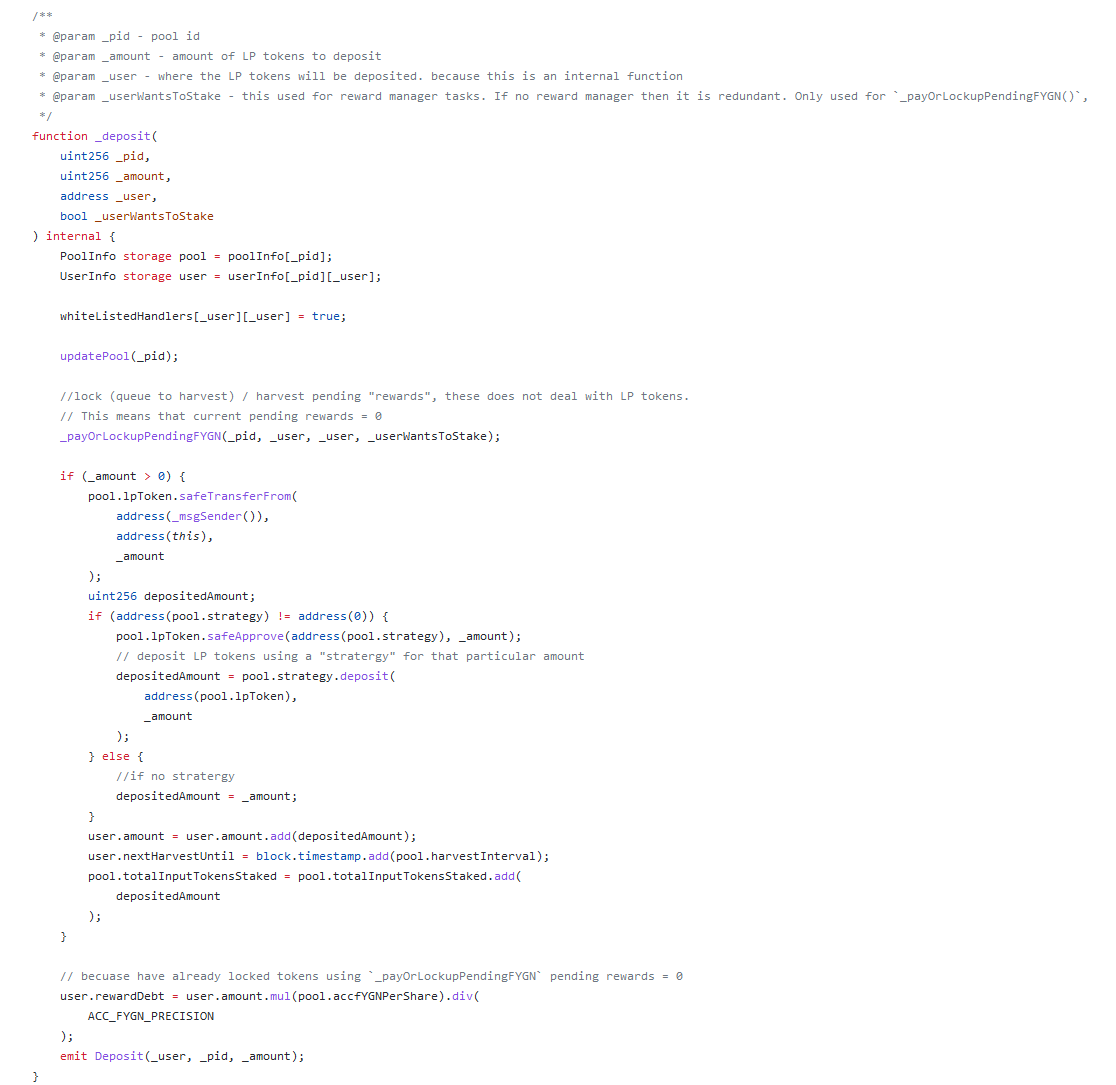 /**
 * @param _pid - pool id
 * @param _amount - amount of LP tokens to deposit
 * @param _user - where the LP tokens will be deposited. because this is an internal function
 * @param _userWantsToStake - this used for reward manager tasks. If no reward manager then it is redundant. Only used for `_payOrLockupPendingFYGN()`,
 */
function _deposit(
    uint256 _pid,
    uint256 _amount,
    address _user,
    bool _userWantsToStake
) internal {
    PoolInfo storage pool = poolInfo[_pid];
    UserInfo storage user = userInfo[_pid][_user];

    whiteListedHandlers[_user][_user] = true;

    updatePool(_pid);

    //lock (queue to harvest) / harvest pending "rewards", these does not deal with LP tokens.
    // This means that current pending rewards = 0
    _payOrLockupPendingFYGN(_pid, _user, _user, _userWantsToStake);

    if (_amount > 0) {
        pool.lpToken.safeTransferFrom(
            address(_msgSender()),
            address(this),
            _amount
        );
        uint256 depositedAmount;
        if (address(pool.strategy) != address(0)) {
            pool.lpToken.safeApprove(address(pool.strategy), _amount);
            // deposit LP tokens using a "stratergy" for that particular amount
            depositedAmount = pool.strategy.deposit(
                address(pool.lpToken),
                _amount
            );
        } else {
            //if no stratergy
            depositedAmount = _amount;
        }
        user.amount = user.amount.add(depositedAmount);
        user.nextHarvestUntil = block.timestamp.add(pool.harvestInterval);
        pool.totalInputTokensStaked = pool.totalInputTokensStaked.add(
            depositedAmount
        );
    }

    // becuase have already locked tokens using `_payOrLockupPendingFYGN` pending rewards = 0
    user.rewardDebt = user.amount.mul(pool.accfYGNPerShare).div(
        ACC_FYGN_PRECISION
    );
    emit Deposit(_user, _pid, _amount);
}